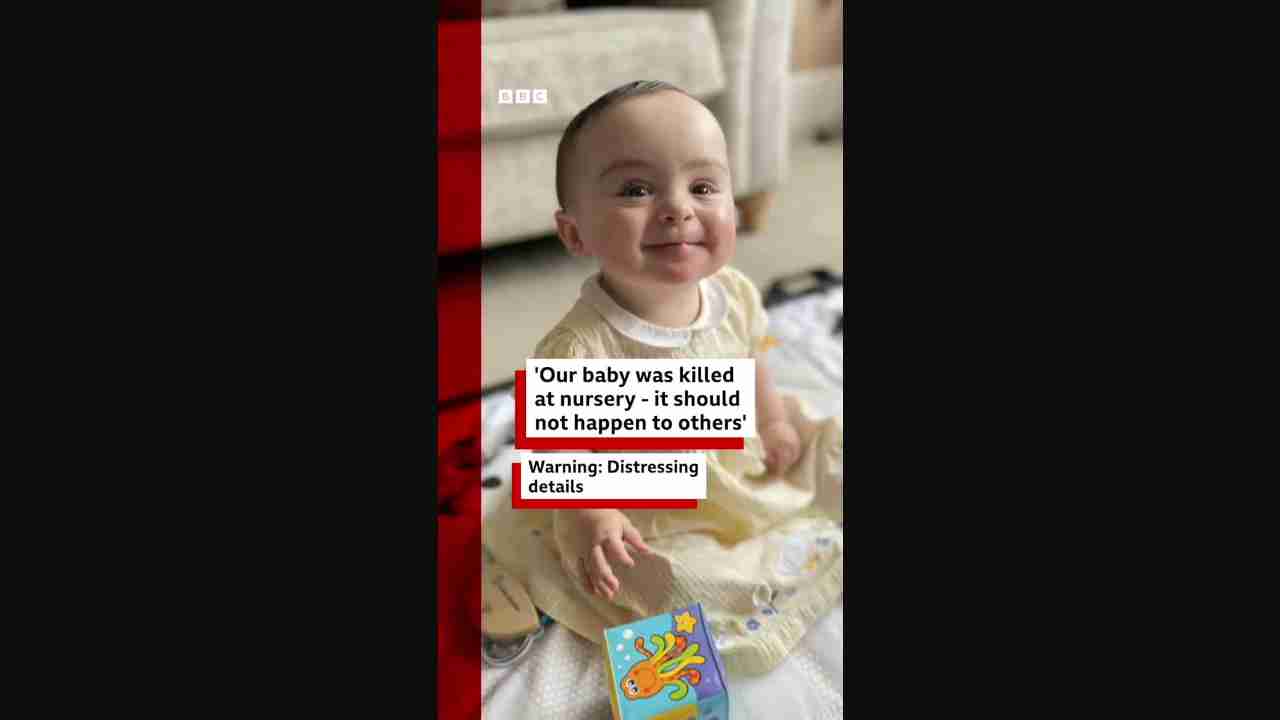 BBC
'Our baby was killed
at nursery - it should
not happen to others'
Warning: Distressing
details